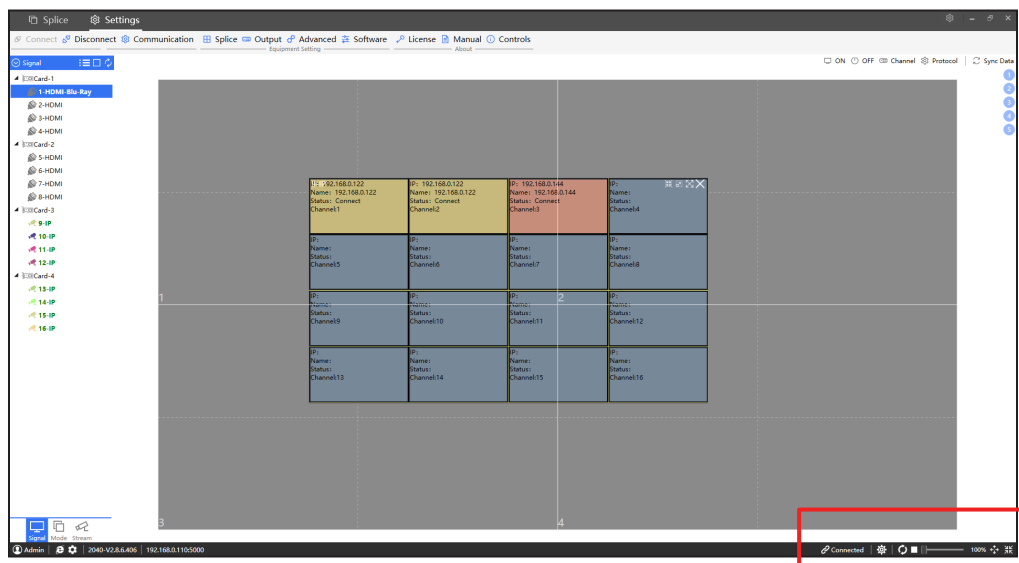 Splice Settings
Connect Disconnect Communication Splice Output Advanced Software License Manual Controls
Equipment Setting About
Signal
ON OFF Channel Protocol Sync Data
Card-1
1-HDMI-Blu-Ray
2-HDMI
3-HDMI
4-HDMI
Card-2
5-HDMI
6-HDMI
7-HDMI
8-HDMI
Card-3
9-IP
10-IP
11-IP
12-IP
Card-4
13-IP
14-IP
15-IP
16-IP
1
2
3
4
5
IP: 192.168.0.122
Name: 192.168.0.122
Status: Connect
Channel:1
IP: 192.168.0.122
Name: 192.168.0.122
Status: Connect
Channel:2
IP: 192.168.0.144
Name: 192.168.0.144
Status: Connect
Channel:3
IP:
Name:
Status:
Channel:4
IP:
Name:
Status:
Channel:5
IP:
Name:
Status:
Channel:6
IP:
Name:
Status:
Channel:7
IP:
Name:
Status:
Channel:8
IP:
Name:
Status:
Channel:9
IP:
Name:
Status:
Channel:10
IP:
Name:
Status:
Channel:11
IP:
Name:
Status:
Channel:12
IP:
Name:
Status:
Channel:13
IP:
Name:
Status:
Channel:14
IP:
Name:
Status:
Channel:15
IP:
Name:
Status:
Channel:16
1
2
3
4
Signal Mode Stream
Admin 2040-V2.8.6.406 192.168.0.110:5000 Connected 100%